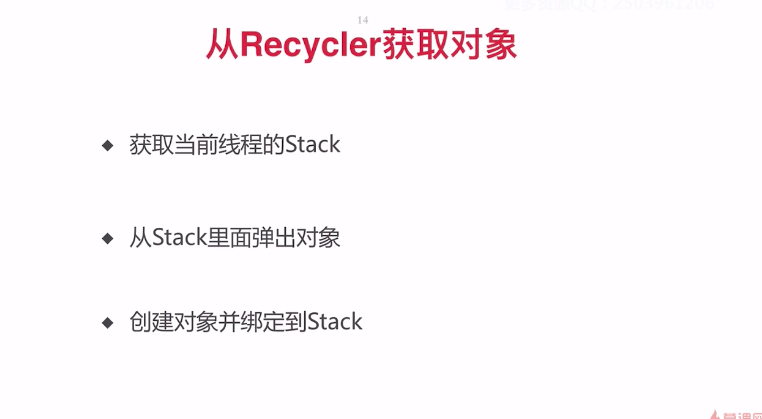 14
从Recycler获取对象
◆ 获取当前线程的Stack
◆ 从Stack里面弹出对象
◆ 创建对象并绑定到Stack